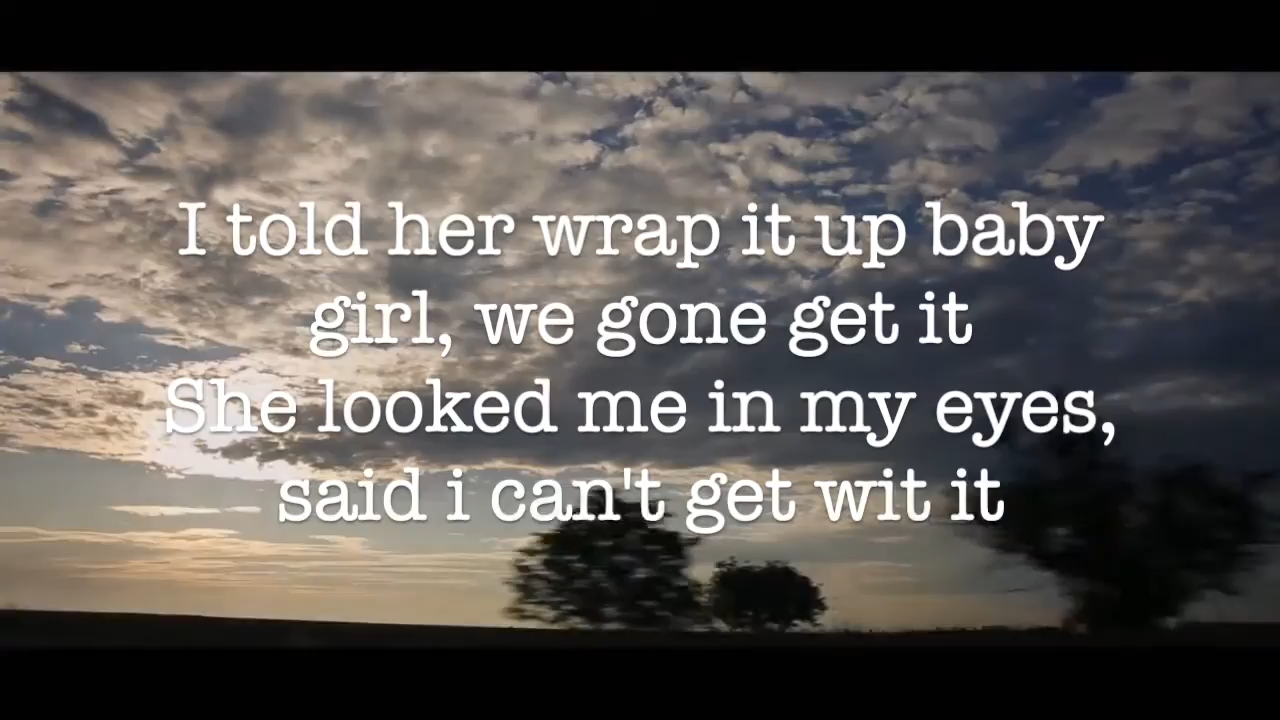 I told her wrap it up baby
girl, we gone get it
She looked me in my eyes,
said i can't get wit it